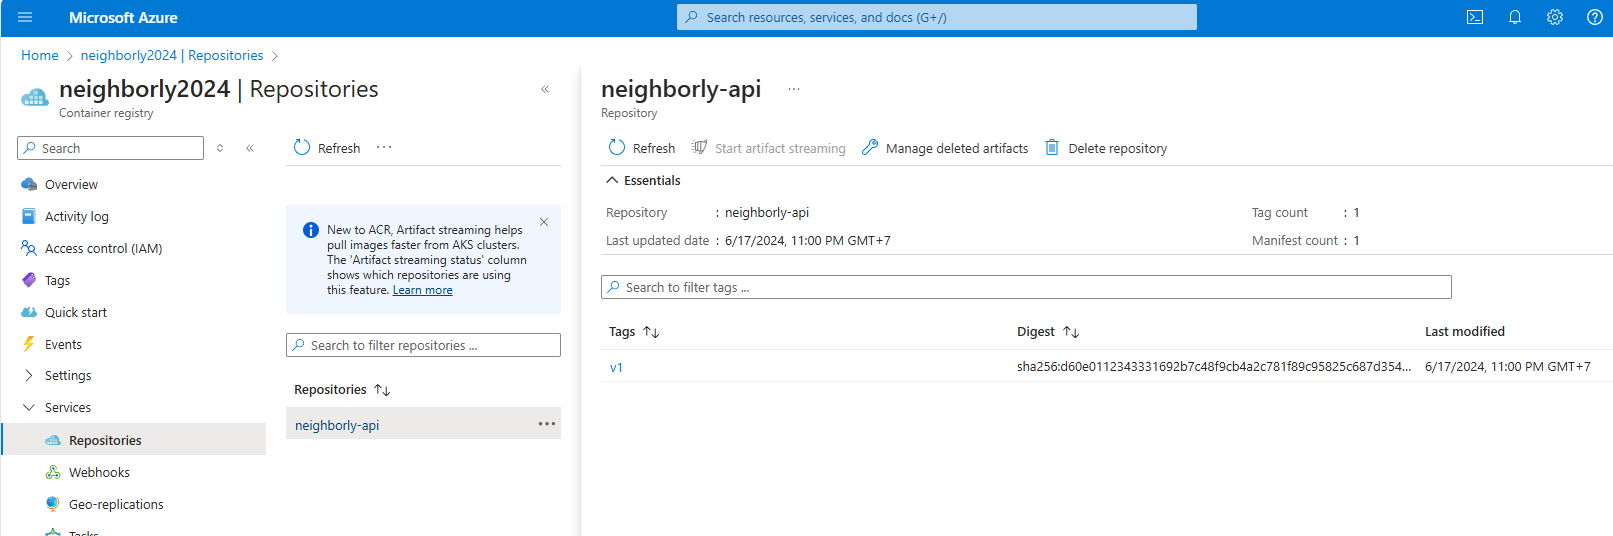 Microsoft Azure
Search resources, services, and docs (G+/)
Home > neighborly2024 | Repositories >
neighborly2024 | Repositories
Container registry
Search
Overview
Activity log
Access control (IAM)
Tags
Quick start
Events
Settings
Services
Repositories
Webhooks
Geo-replications
Tasks
Refresh
New to ACR, Artifact streaming helps
pull images faster from AKS clusters.
The 'Artifact streaming status' column
shows which repositories are using
this feature. Learn more
Search to filter repositories ...
Repositories
neighborly-api
neighborly-api
Repository
Refresh Start artifact streaming Manage deleted artifacts Delete repository
Essentials
Repository : neighborly-api Tag count : 1
Last updated date : 6/17/2024, 11:00 PM GMT+7 Manifest count : 1
Search to filter tags ...
Tags Digest Last modified
v1 sha256:d60e0112343331692b7c48f9cb4a2c781f89c95825c687d354... 6/17/2024, 11:00 PM GMT+7